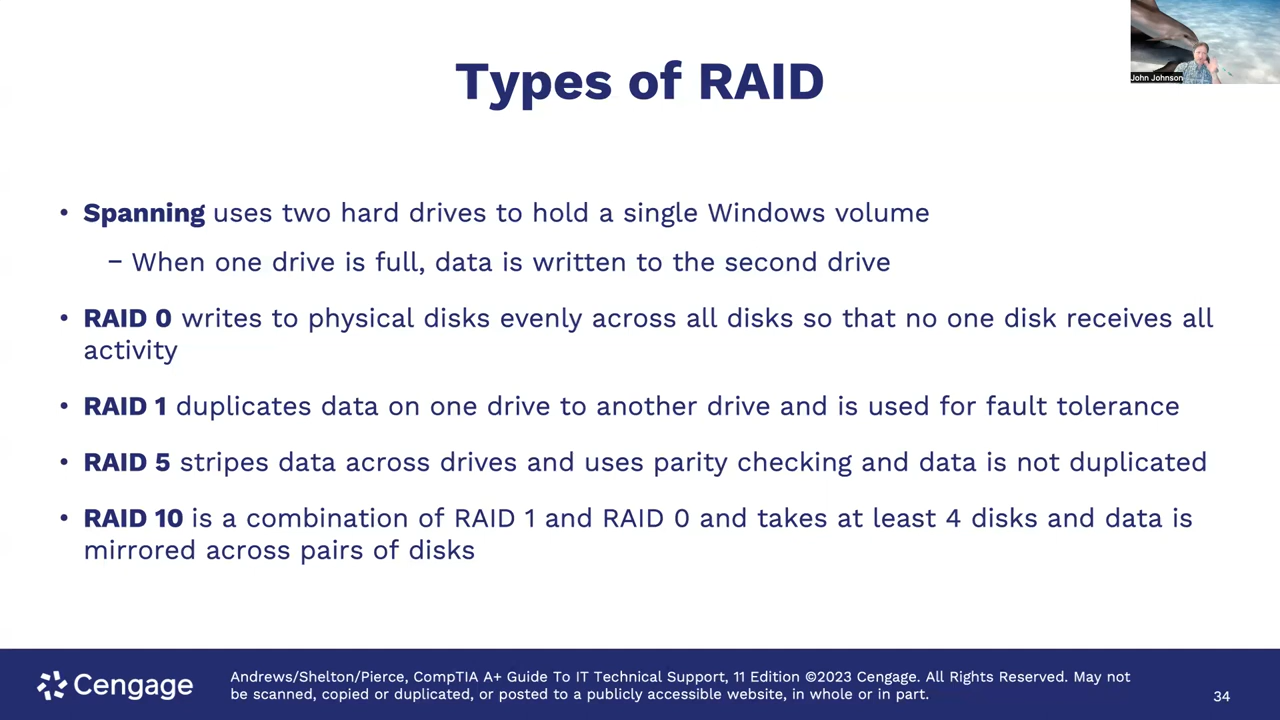 John Johnson
Types of RAID
• Spanning uses two hard drives to hold a single Windows volume
– When one drive is full, data is written to the second drive
• RAID 0 writes to physical disks evenly across all disks so that no one disk receives all
activity
• RAID 1 duplicates data on one drive to another drive and is used for fault tolerance
• RAID 5 stripes data across drives and uses parity checking and data is not duplicated
• RAID 10 is a combination of RAID 1 and RAID 0 and takes at least 4 disks and data is
mirrored across pairs of disks
Cengage
Andrews/Shelton/Pierce, CompTIA A+ Guide To IT Technical Support, 11 Edition ©2023 Cengage. All Rights Reserved. May not
be scanned, copied or duplicated, or posted to a publicly accessible website, in whole or in part.
34